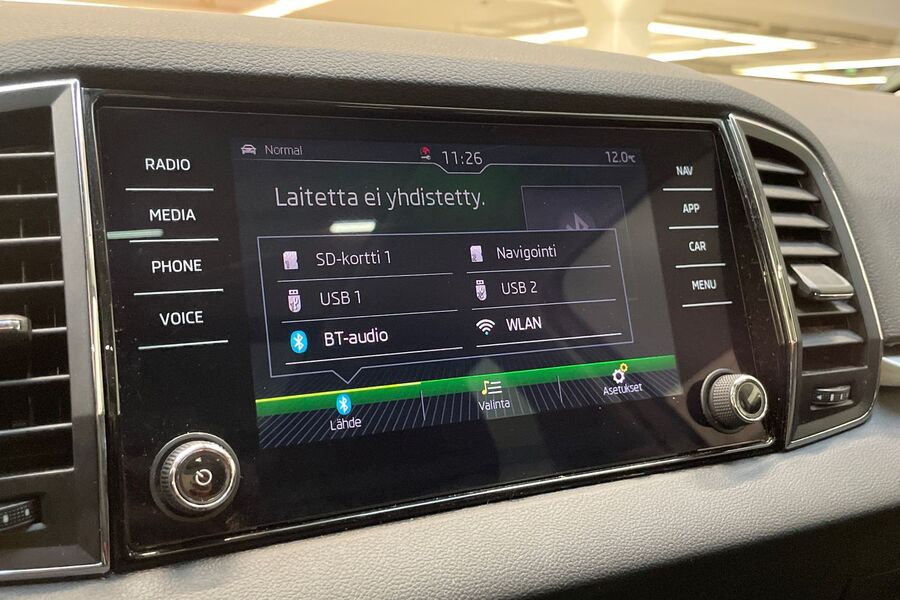 RADIO
MEDIA
PHONE
VOICE
Normal
11:26
12.0°C
Laitetta ei yhdistetty.
SD-kortti 1
Navigointi
USB 1
USB 2
BT-audio
WLAN
Lähde
Valinta
Asetukset
NAV
APP
CAR
MENU